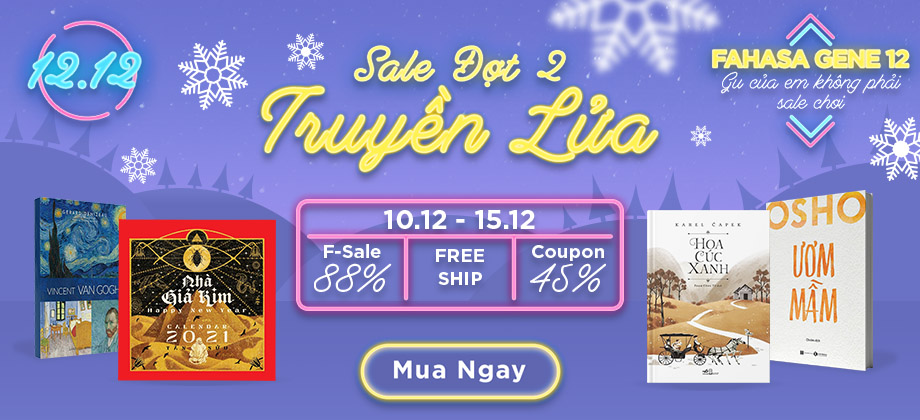 12.12
Sale Đợt 2
Truyền Lửa
FAHASA GENE 12
Gu của em không phải
sale chơi
10.12 - 15.12
F-Sale
88%
FREE
SHIP
Coupon
45%
Mua Ngay
VINCENT VAN GOGH
Nhà
Giả Kim
Happy New Year
CALENDAR
2021
TÂN SỬU
KAREL ČAPEK
HOA
CÚC
XANH
OSHO
ƯƠM
MẦM